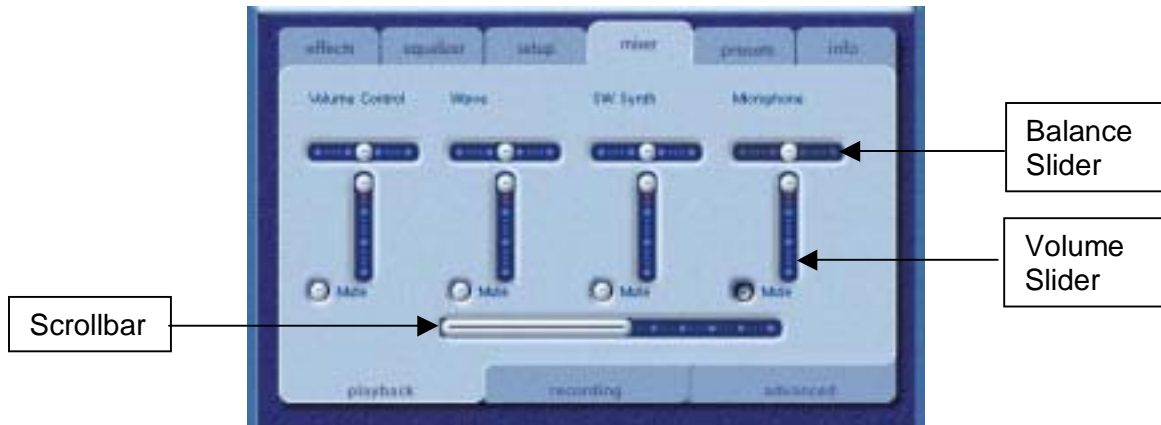 effects equalizer setup mixer presets info
Volume Control Wave SW Synth Microphone
Balance
Slider
Volume
Slider
Mute Mute Mute Mute
Scrollbar
playback recording advanced